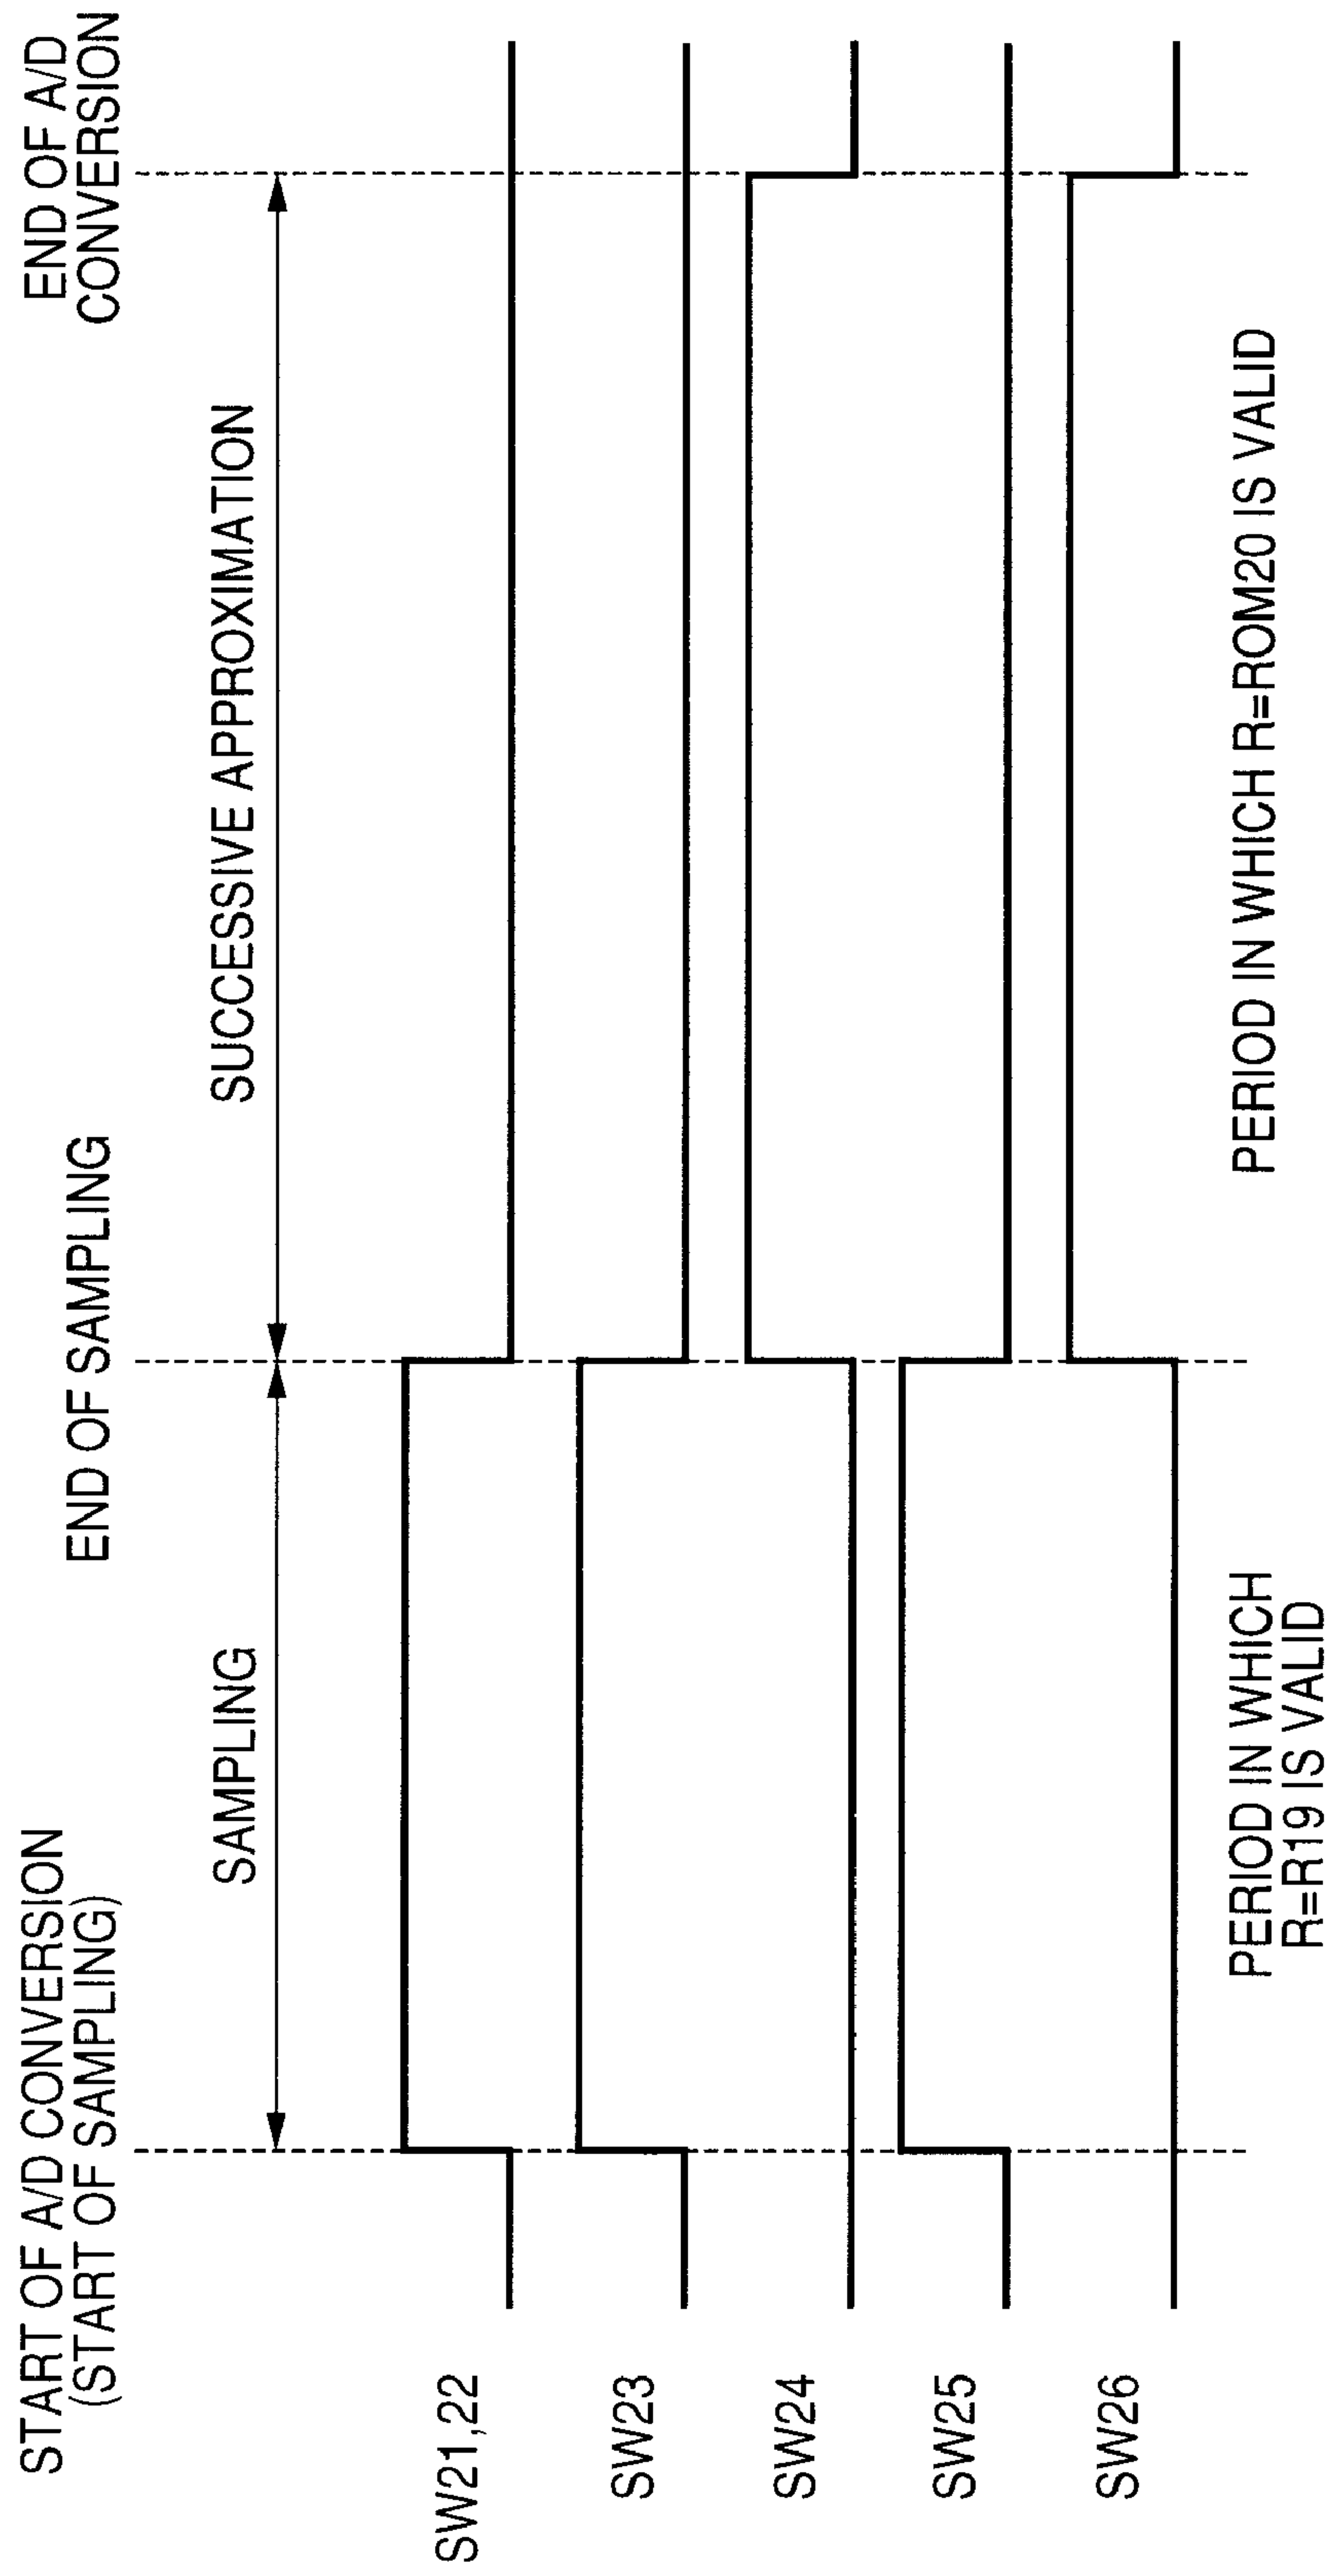 START OF A/D CONVERSION
(START OF SAMPLING)
END OF SAMPLING
END OF A/D
CONVERSION
SAMPLING
SUCCESSIVE APPROXIMATION
SW21,22
SW23
SW24
SW25
SW26
PERIOD IN WHICH
R=R19 IS VALID
PERIOD IN WHICH R=ROM20 IS VALID